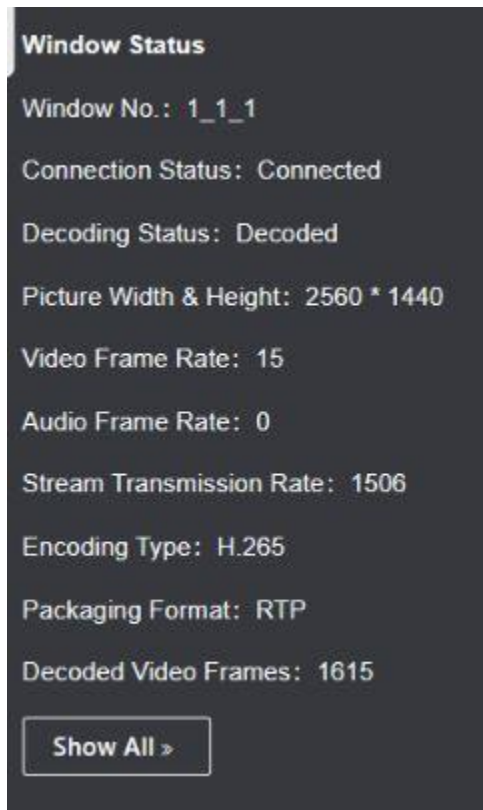 Window Status
Window No.: 1_1_1
Connection Status: Connected
Decoding Status: Decoded
Picture Width & Height: 2560 * 1440
Video Frame Rate: 15
Audio Frame Rate: 0
Stream Transmission Rate: 1506
Encoding Type: H.265
Packaging Format: RTP
Decoded Video Frames: 1615
Show All »